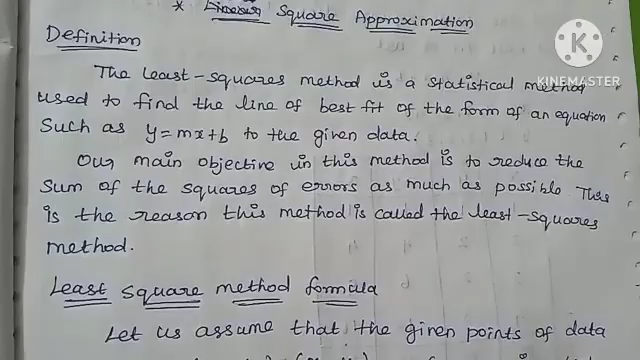 * Linear Square Approximation
Definition
KINEMASTER
The least-squares method is a statistical method
used to find the line of best fit of the form of an equation
Such as y=mx+b to the given data.
Our main objective in this method is to reduce the
Sum of the squares of errors as much as possible This
is the reason this method is called the least-squares
method.
Least square method formula
Let us assume that the given points of data